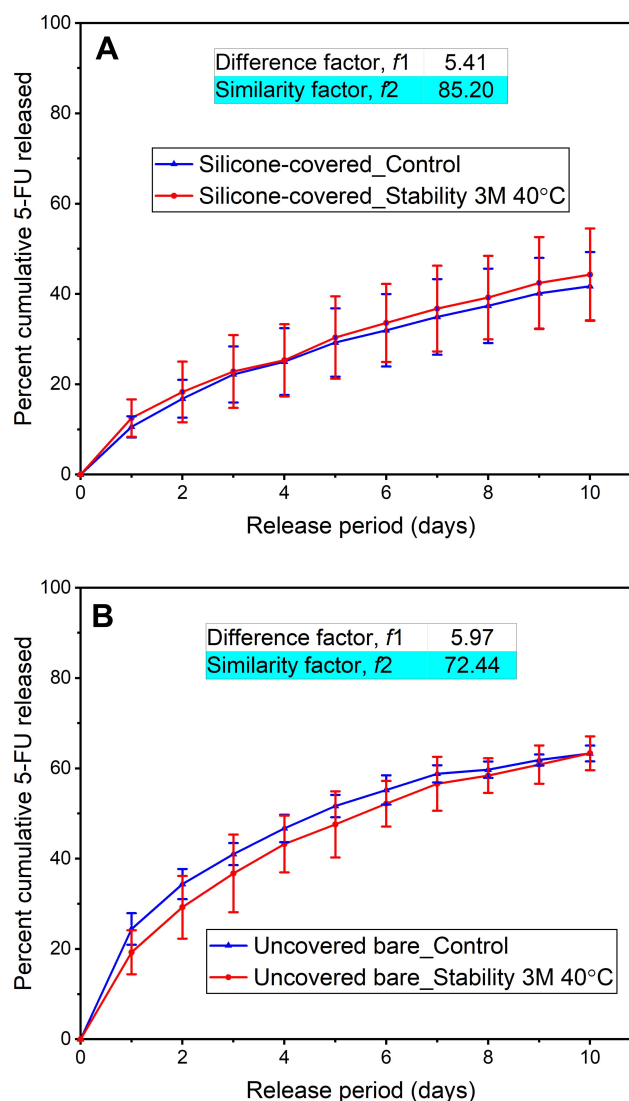 A
Difference factor, f1 5.41
Similarity factor, f2 85.20
Silicone-covered_Control
Silicone-covered_Stability 3M 40°C
Percent cumulative 5-FU released
100
80
60
40
20
0
0 2 4 6 8 10
Release period (days)
B
Difference factor, f1 5.97
Similarity factor, f2 72.44
Uncovered bare_Control
Uncovered bare_Stability 3M 40°C
Percent cumulative 5-FU released
100
80
60
40
20
0
0 2 4 6 8 10
Release period (days)